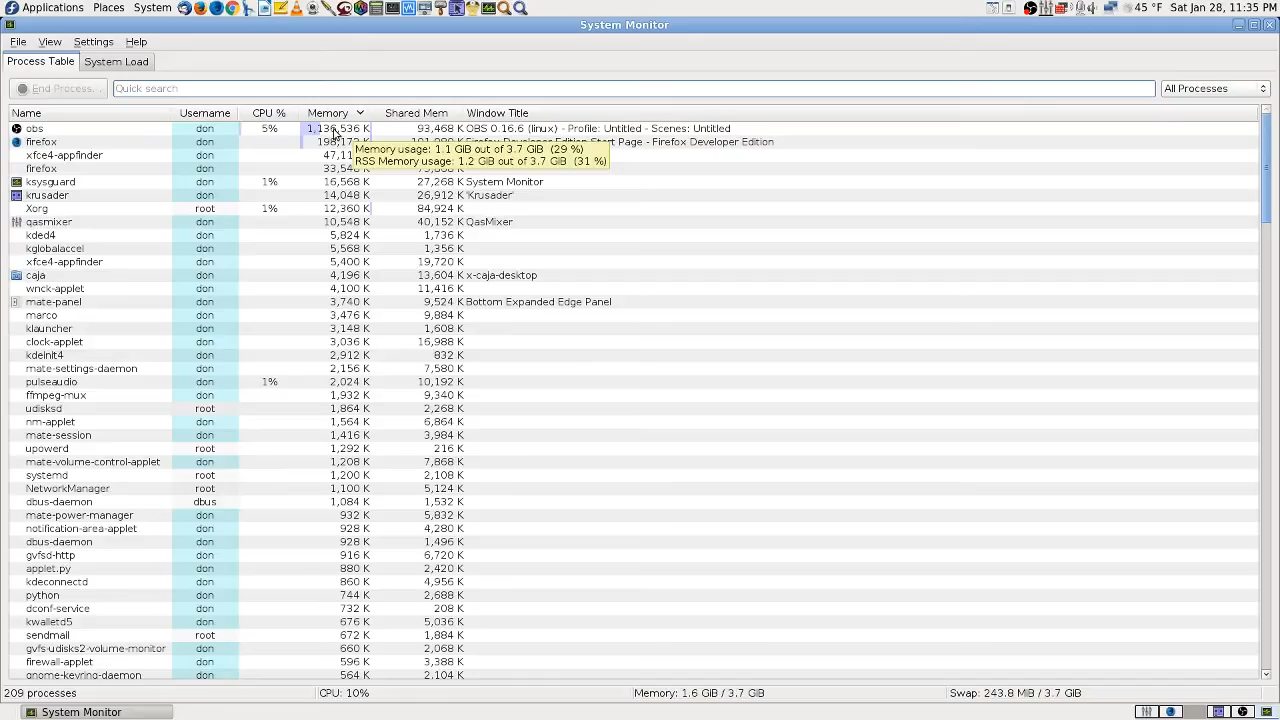 Applications Places System 45 °F Sat Jan 28, 11:35 PM
System Monitor
File View Settings Help
Process Table System Load
End Process... Quick search All Processes
Name Username CPU % Memory Shared Mem Window Title
obs don 5% 1,136,536 K 93,468 K OBS 0.16.6 (linux) - Profile: Untitled - Scenes: Untitled
firefox don Start Page - Firefox Developer Edition
Memory usage: 1.1 GiB out of 3.7 GiB (29 %)
xfce4-appfinder don
RSS Memory usage: 1.2 GiB out of 3.7 GiB (31 %)
firefox don
ksysguard don 1% 16,568 K 27,268 K System Monitor
krusader don 14,048 K 26,912 K 'Krusader'
Xorg root 1% 12,360 K 84,924 K
qasmixer don 10,548 K 40,152 K QasMixer
kded4 don 5,824 K 1,736 K
kglobalaccel don 5,568 K 1,356 K
xfce4-appfinder don 5,400 K 19,720 K
caja don 4,196 K 13,604 K x-caja-desktop
wnck-applet don 4,100 K 11,416 K
mate-panel don 3,740 K 9,524 K Bottom Expanded Edge Panel
marco don 3,476 K 9,884 K
klauncher don 3,148 K 1,608 K
clock-applet don 3,036 K 16,988 K
kdeinit4 don 2,912 K 832 K
mate-settings-daemon don 2,156 K 7,580 K
pulseaudio don 1% 2,024 K 10,192 K
ffmpeg-mux don 1,932 K 9,340 K
udisksd root 1,864 K 2,268 K
nm-applet don 1,564 K 6,864 K
mate-session don 1,416 K 3,984 K
upowerd root 1,292 K 216 K
mate-volume-control-applet don 1,208 K 7,868 K
systemd root 1,200 K 2,108 K
NetworkManager root 1,100 K 5,124 K
dbus-daemon dbus 1,084 K 1,532 K
mate-power-manager don 932 K 5,832 K
notification-area-applet don 928 K 4,280 K
dbus-daemon don 928 K 1,496 K
gvfsd-http don 916 K 6,720 K
applet.py don 880 K 2,420 K
kdeconnectd don 860 K 4,956 K
python don 744 K 2,688 K
dconf-service don 732 K 208 K
kwalletd5 don 676 K 5,036 K
sendmail root 672 K 1,884 K
gvfs-udisks2-volume-monitor don 660 K 2,068 K
firewall-applet don 596 K 3,388 K
gnome-keyring-daemon don 564 K 2,104 K
209 processes CPU: 10% Memory: 1.6 GiB / 3.7 GiB Swap: 243.8 MiB / 3.7 GiB
System Monitor